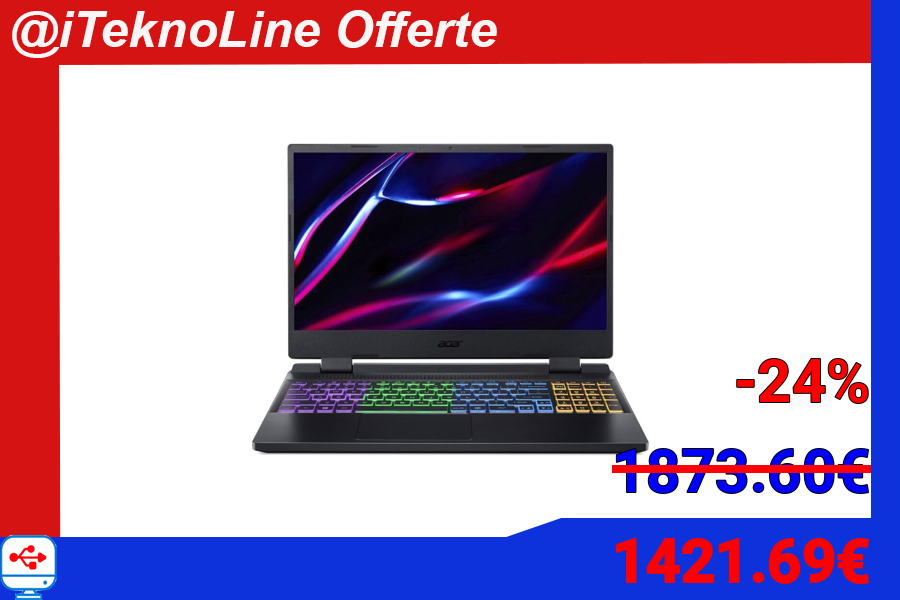 @iTeknoLine Offerte
acer
-24%
1873.60€
1421.69€